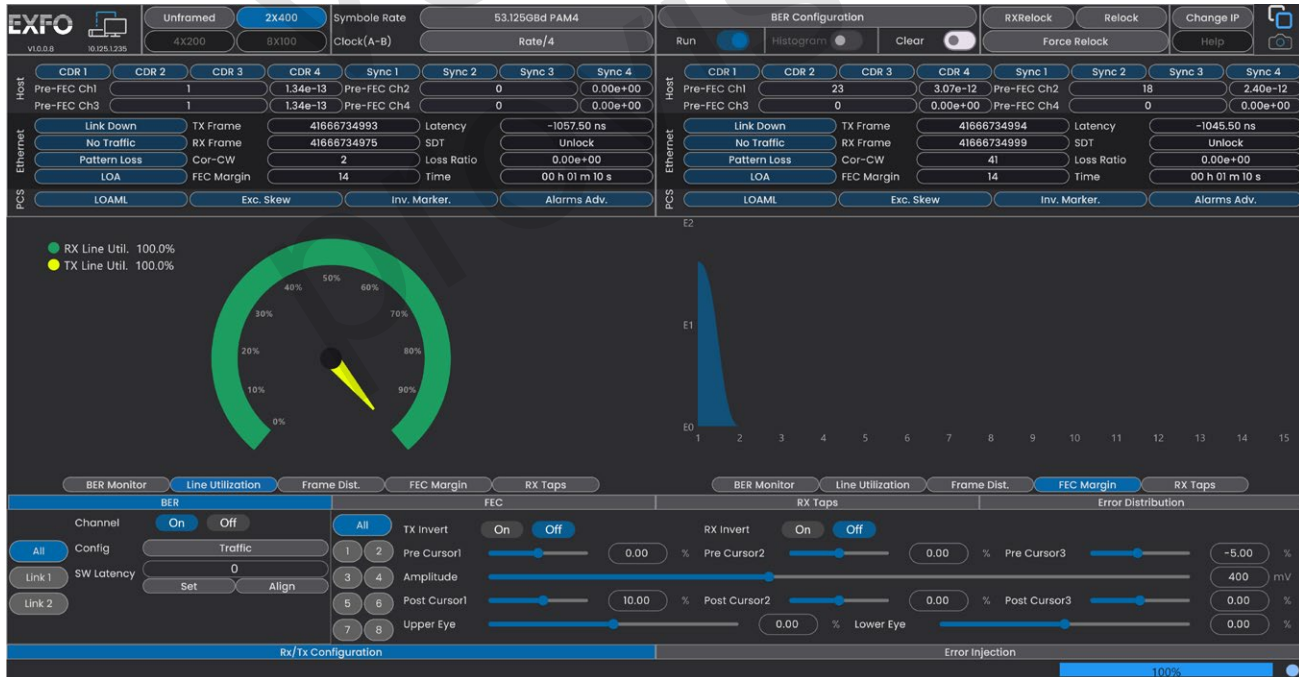 EXFO
V1.0.0.8 10.125.1.235
Unframed 2X400
4X200 8X100
Symbole Rate 53.125GBd PAM4
Clock(A-B) Rate/4
BER Configuration
Run Histogram Clear
RXRelock Relock Change IP
Force Relock Help
Host
CDR 1 CDR 2 CDR 3 CDR 4 Sync 1 Sync 2 Sync 3 Sync 4
Pre-FEC Ch1 1 1.34e-13 Pre-FEC Ch2 0 0.00e+00
Pre-FEC Ch3 1 1.34e-13 Pre-FEC Ch4 0 0.00e+00
Ethernet
Link Down TX Frame 41666734993 Latency -1057.50 ns
No Traffic RX Frame 41666734975 SDT Unlock
Pattern Loss Cor-CW 2 Loss Ratio 0.00e+00
LOA FEC Margin 14 Time 00 h 01 m 10 s
PCS
LOAML Exc. Skew Inv. Marker. Alarms Adv.
Host
CDR 1 CDR 2 CDR 3 CDR 4 Sync 1 Sync 2 Sync 3 Sync 4
Pre-FEC Ch1 23 3.07e-12 Pre-FEC Ch2 18 2.40e-12
Pre-FEC Ch3 0 0.00e+00 Pre-FEC Ch4 0 0.00e+00
Ethernet
Link Down TX Frame 41666734994 Latency -1045.50 ns
No Traffic RX Frame 41666734999 SDT Unlock
Pattern Loss Cor-CW 41 Loss Ratio 0.00e+00
LOA FEC Margin 14 Time 00 h 01 m 10 s
PCS
LOAML Exc. Skew Inv. Marker. Alarms Adv.
RX Line Util. 100.0%
TX Line Util. 100.0%
50%
40% 60%
30% 70%
20% 80%
10% 90%
0%
BER Monitor Line Utilization Frame Dist. FEC Margin RX Taps
E2
E1
E0
1 2 3 4 5 6 7 8 9 10 11 12 13 14 15
BER Monitor Line Utilization Frame Dist. FEC Margin RX Taps
BER FEC RX Taps Error Distribution
Channel On Off
All Config Traffic
Link 1 SW Latency 0
Set Align
Link 2
All TX Invert On Off RX Invert On Off
1 2 Pre Cursor1 0.00 % Pre Cursor2 0.00 % Pre Cursor3 -5.00 %
3 4 Amplitude 400 mV
5 6 Post Cursor1 10.00 % Post Cursor2 0.00 % Post Cursor3 0.00 %
7 8 Upper Eye 0.00 % Lower Eye 0.00 %
Rx/Tx Configuration Error Injection
100%